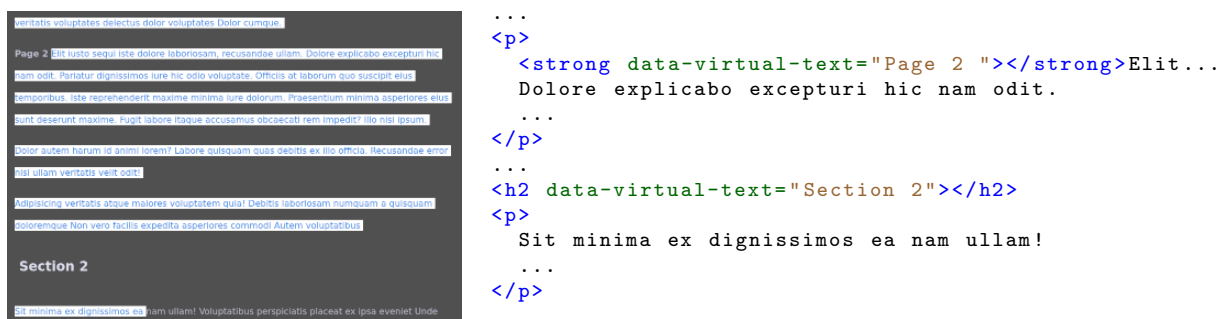 veritatis voluptates delectus dolor voluptates Dolor cumque.
Page 2 Elit iusto sequi iste dolore laboriosam, recusandae ullam. Dolore explicabo excepturi hic
nam odit. Pariatur dignissimos iure hic odio voluptate. Officiis at laborum quo suscipit eius
temporibus. Iste reprehenderit maxime minima iure dolorum. Praesentium minima asperiores eius
sunt deserunt maxime. Fugit labore itaque accusamus obcaecati rem impedit? Illo nisi ipsum.
Dolor autem harum id animi lorem? Labore quisquam quas debitis ex illo officia. Recusandae error
nisi ullam veritatis velit odit!
Adipisicing veritatis atque maiores voluptatem quia! Debitis laboriosam numquam a quisquam
doloremque Non vero facilis expedita asperiores commodi Autem voluptatibus
Section 2
Sit minima ex dignissimos ea nam ullam! Voluptatibus perspiciatis placeat ex ipsa eveniet Unde
...
<p>
<strong data-virtual-text="Page 2 "></strong>Elit...
Dolore explicabo excepturi hic nam odit.
...
</p>
...
<h2 data-virtual-text="Section 2"></h2>
<p>
Sit minima ex dignissimos ea nam ullam!
...
</p>